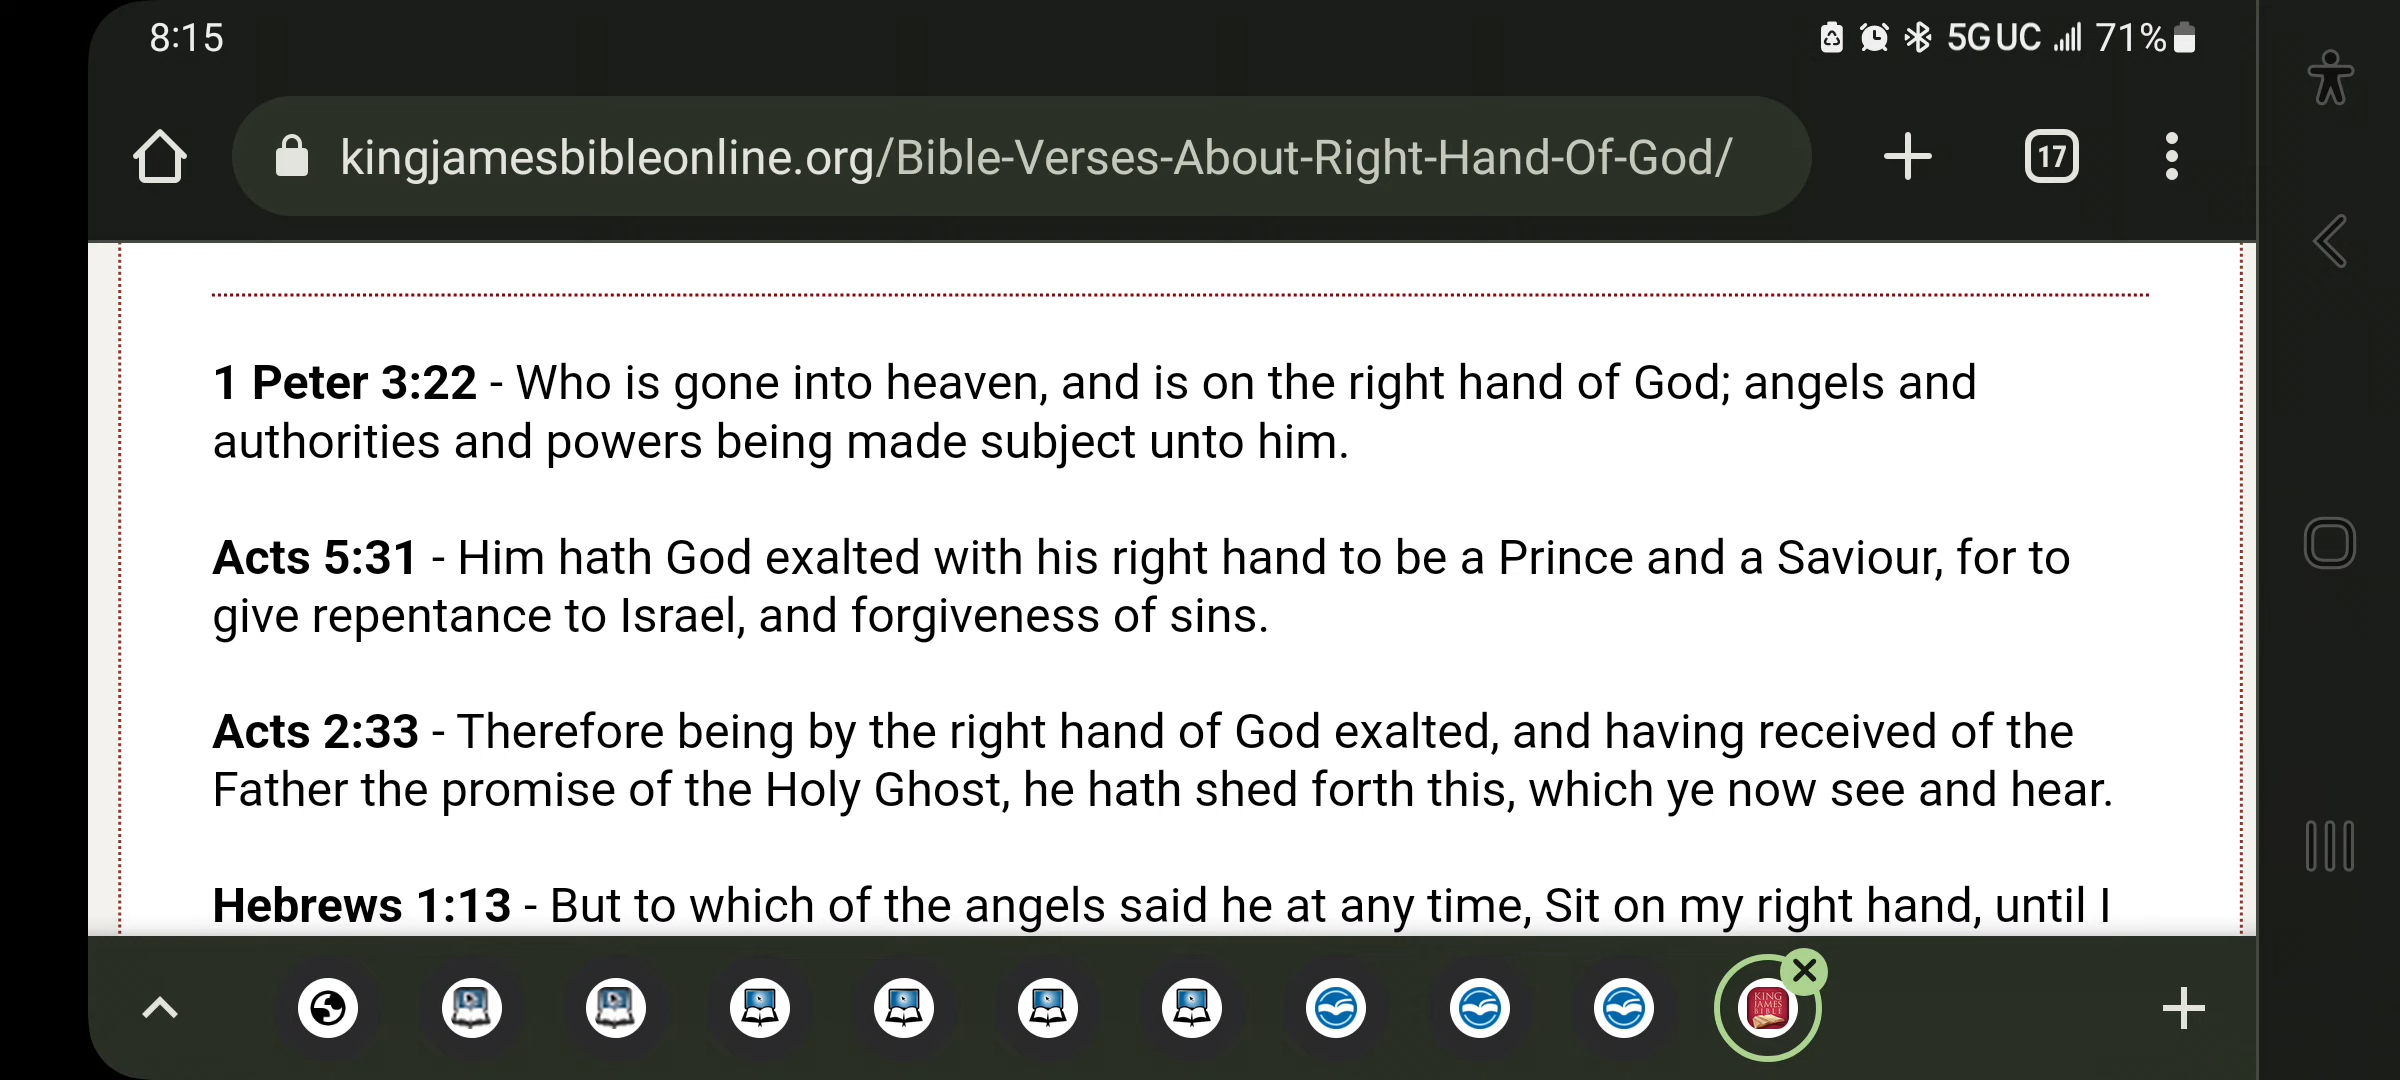 8:15
5G UC 71%
kingjamesbibleonline.org/Bible-Verses-About-Right-Hand-Of-God/
17
1 Peter 3:22 - Who is gone into heaven, and is on the right hand of God; angels and
authorities and powers being made subject unto him.
Acts 5:31 - Him hath God exalted with his right hand to be a Prince and a Saviour, for to
give repentance to Israel, and forgiveness of sins.
Acts 2:33 - Therefore being by the right hand of God exalted, and having received of the
Father the promise of the Holy Ghost, he hath shed forth this, which ye now see and hear.
Hebrews 1:13 - But to which of the angels said he at any time, Sit on my right hand, until I
KING
JAMES
BIBLE